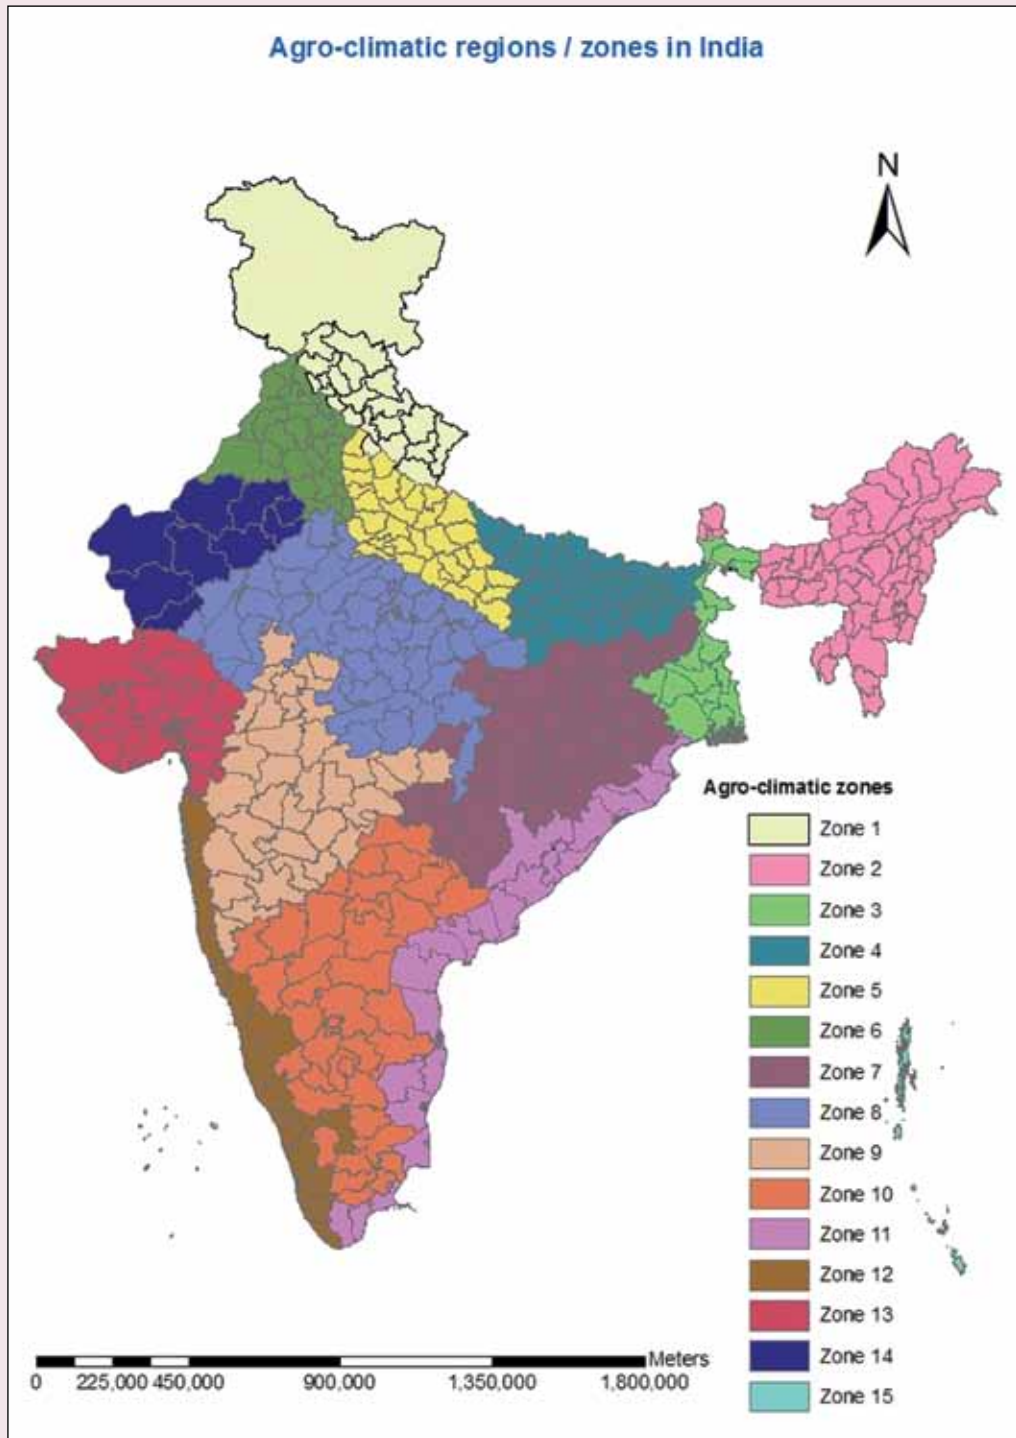 Agro-climatic regions / zones in India
N
Agro-climatic zones
Zone 1
Zone 2
Zone 3
Zone 4
Zone 5
Zone 6
Zone 7
Zone 8
Zone 9
Zone 10
Zone 11
Zone 12
Zone 13
Zone 14
Zone 15
Meters
0 225,000 450,000 900,000 1,350,000 1,800,000